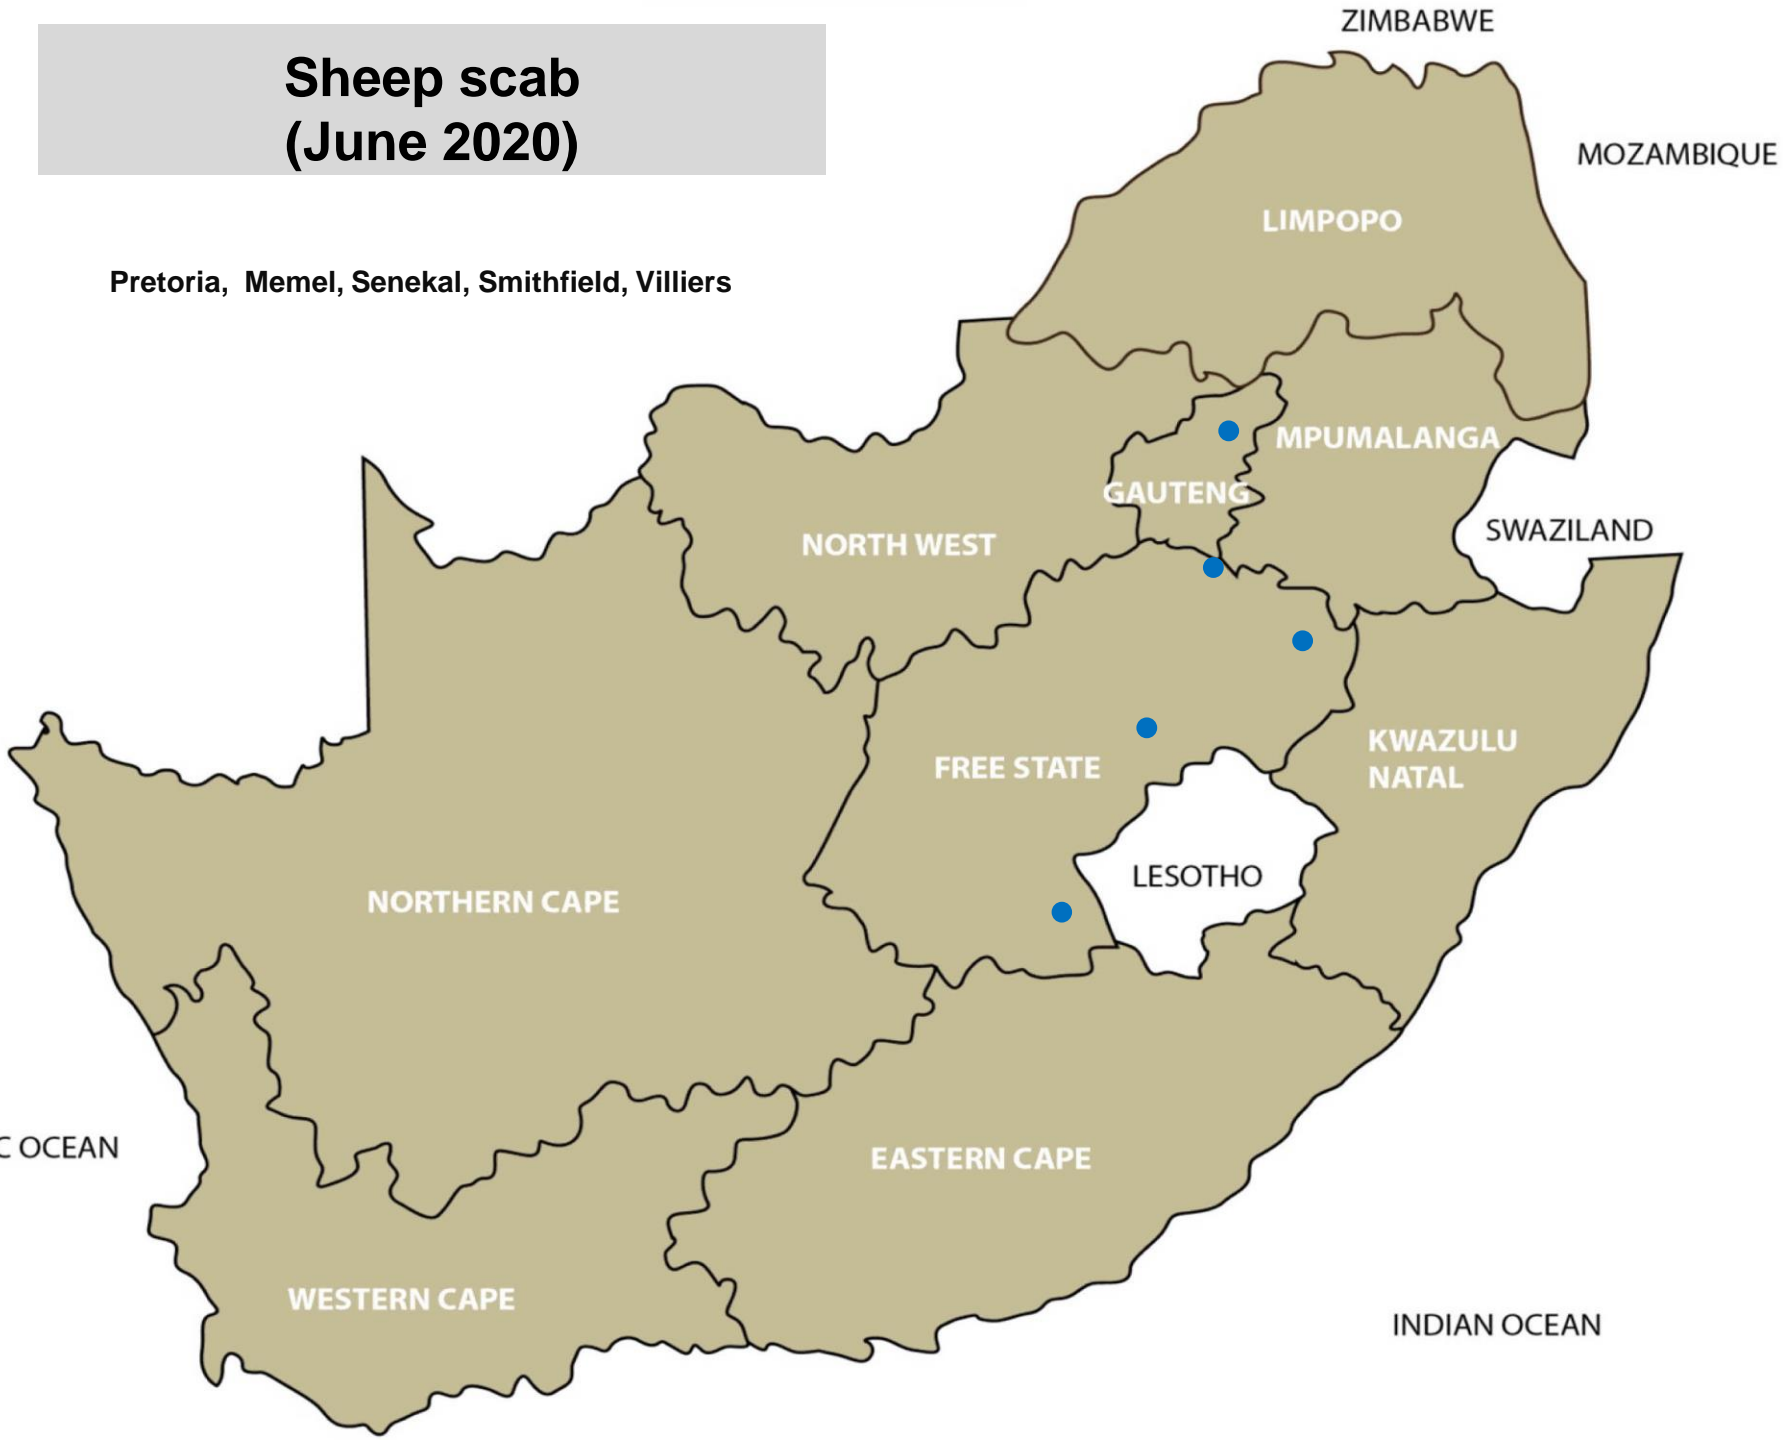 Sheep scab
(June 2020)
Pretoria, Memel, Senekal, Smithfield, Villiers
ZIMBABWE
MOZAMBIQUE
LIMPOPO
MPUMALANGA
GAUTENG
SWAZILAND
NORTH WEST
KWAZULU
NATAL
FREE STATE
LESOTHO
NORTHERN CAPE
C OCEAN
EASTERN CAPE
WESTERN CAPE
INDIAN OCEAN